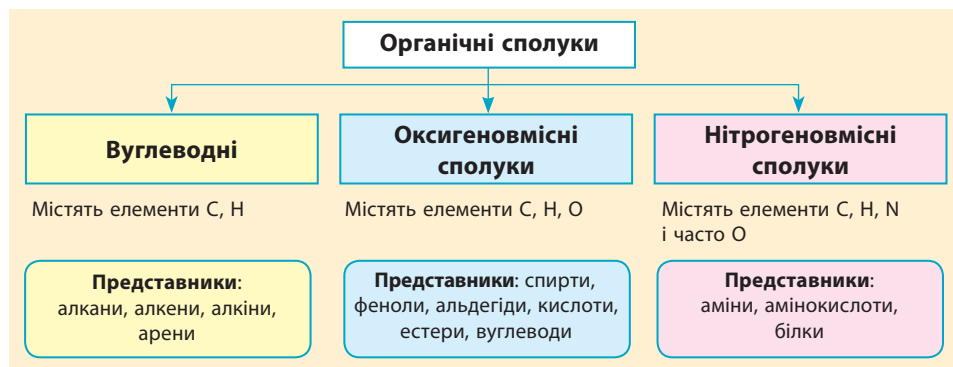 Органічні сполуки
Вуглеводні
Оксигеновмісні
сполуки
Нітрогеновмісні
сполуки
Містять елементи C, H
Містять елементи C, H, O
Містять елементи C, H, N
і часто O
Представники:
алкани, алкени, алкіни,
арени
Представники: спирти,
феноли, альдегіди, кислоти,
естери, вуглеводи
Представники:
аміни, амінокислоти,
білки